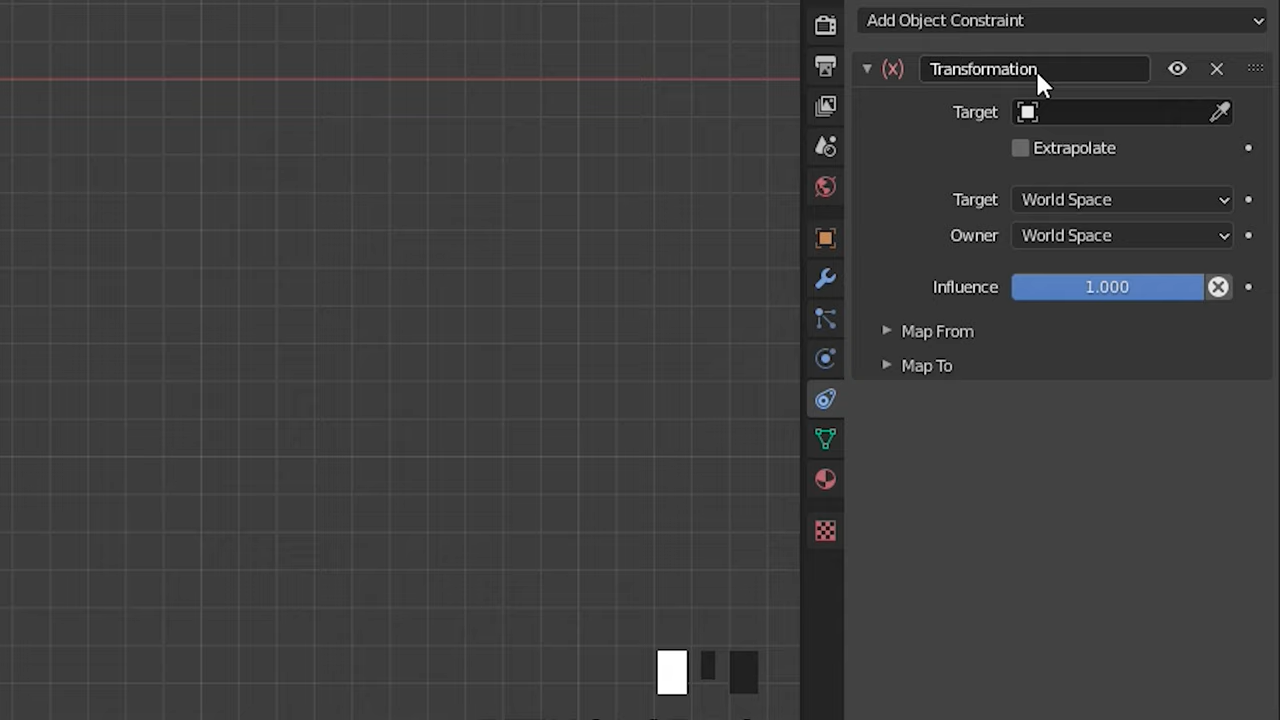 Add Object Constraint
Transformation
Target
Extrapolate
Target World Space
Owner World Space
Influence 1.000
Map From
Map To